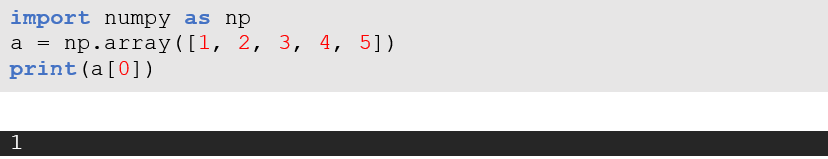 import numpy as np
a = np.array([1, 2, 3, 4, 5])
print(a[0])
1